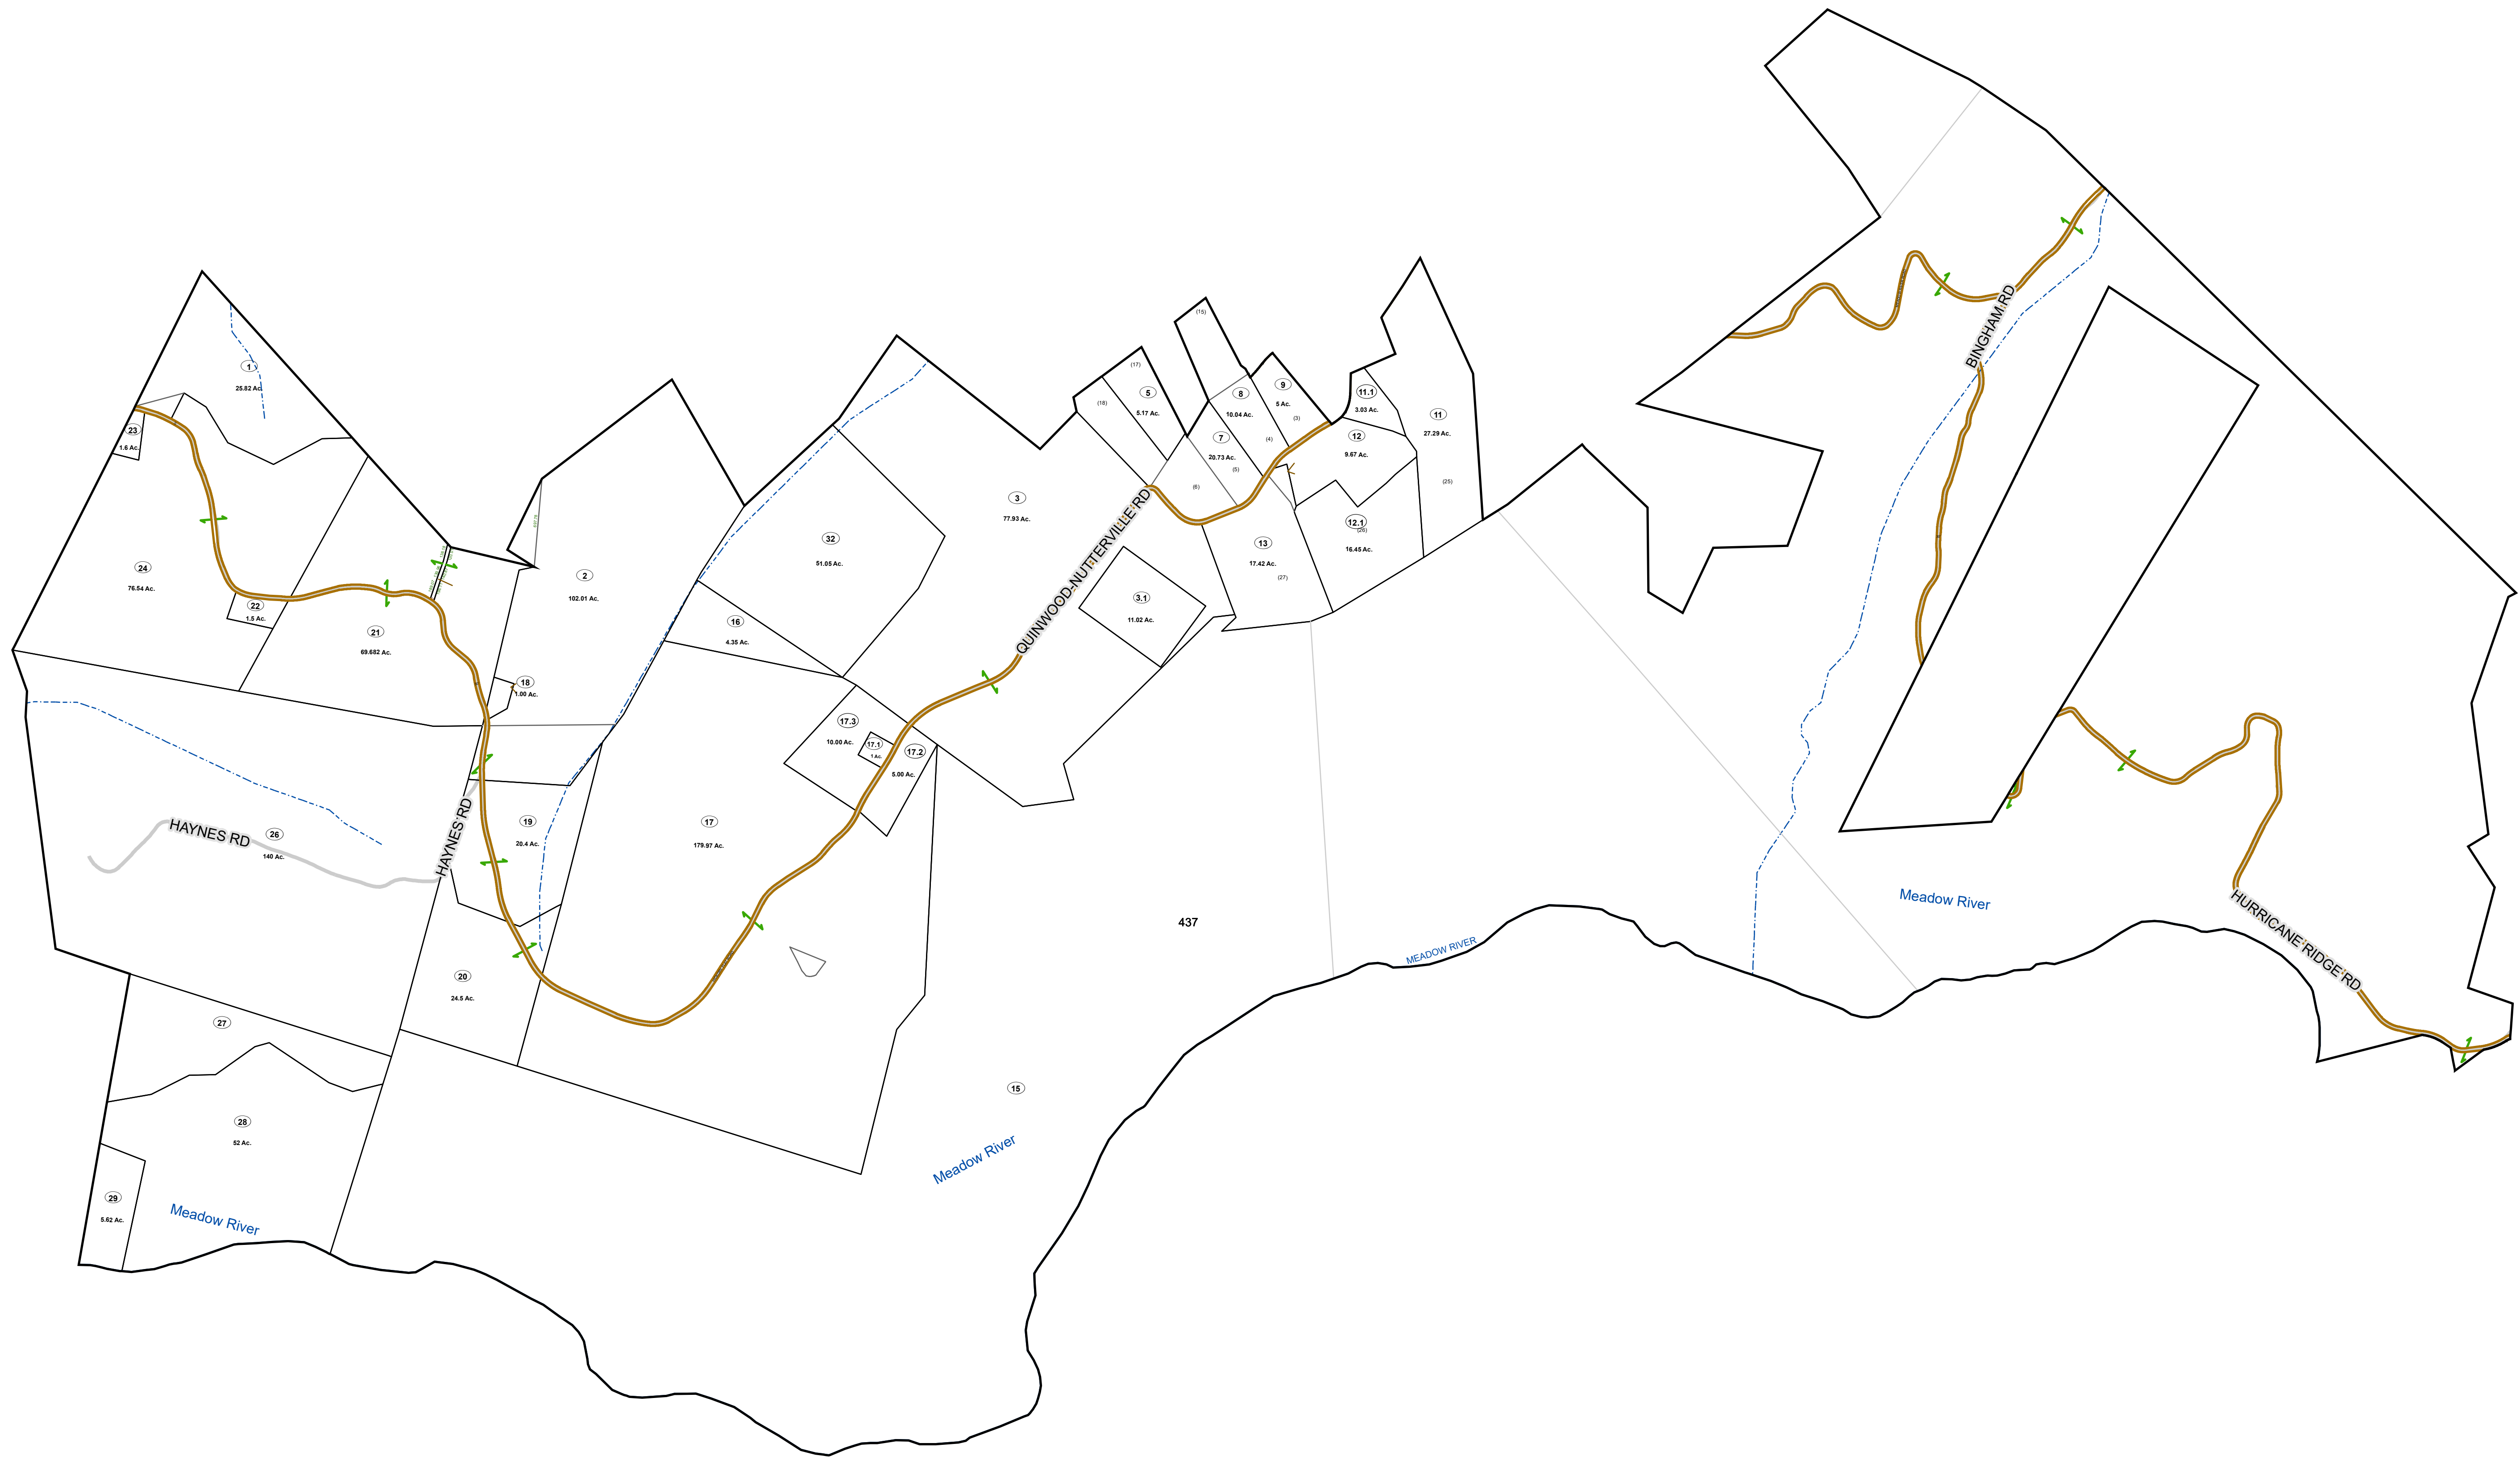 1
25.82 Ac.
23
1.6 Ac.
24
76.54 Ac.
22
1.5 Ac.
21
69.682 Ac.
2
102.01 Ac.
18
1.00 Ac.
32
51.05 Ac.
16
4.35 Ac.
3
77.93 Ac.
QUINWOOD-NUTTERVILLE RD
3.1
11.02 Ac.
(18)
(17)
5
5.17 Ac.
(15)
8
10.04 Ac.
9
5 Ac.
(3)
(4)
7
20.73 Ac.
(5)
(6)
11.1
3.03 Ac.
11
27.29 Ac.
12
9.67 Ac.
(25)
12.1
(26)
16.45 Ac.
13
17.42 Ac.
(27)
BINGHAM RD
17.3
10.00 Ac.
17.1
1 Ac.
17.2
5.00 Ac.
HAYNES RD
26
140 Ac.
HAYNES RD
19
20.4 Ac.
17
179.97 Ac.
20
24.5 Ac.
437
MEADOW RIVER
Meadow River
HURRICANE RIDGE RD
27
28
52 Ac.
29
5.62 Ac.
Meadow River
15
Meadow River